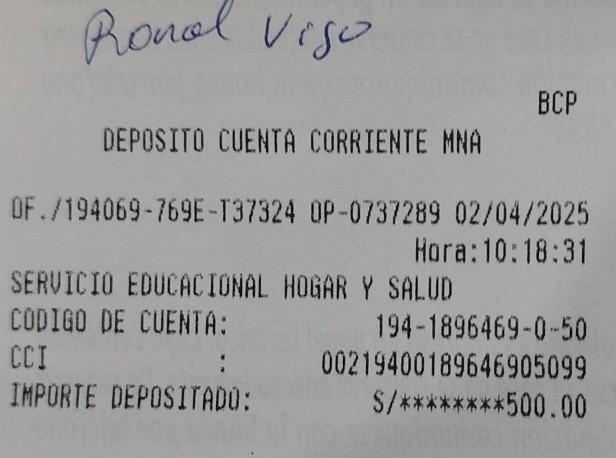 Ronal Vigo
BCP
DEPOSITO CUENTA CORRIENTE MNA
OF./194069-769E-T37324 OP-0737289 02/04/2025
Hora:10:18:31
SERVICIO EDUCACIONAL HOGAR Y SALUD
CODIGO DE CUENTA: 194-1896469-0-50
CCI : 00219400189646905099
IMPORTE DEPOSITADO: S/********500.00